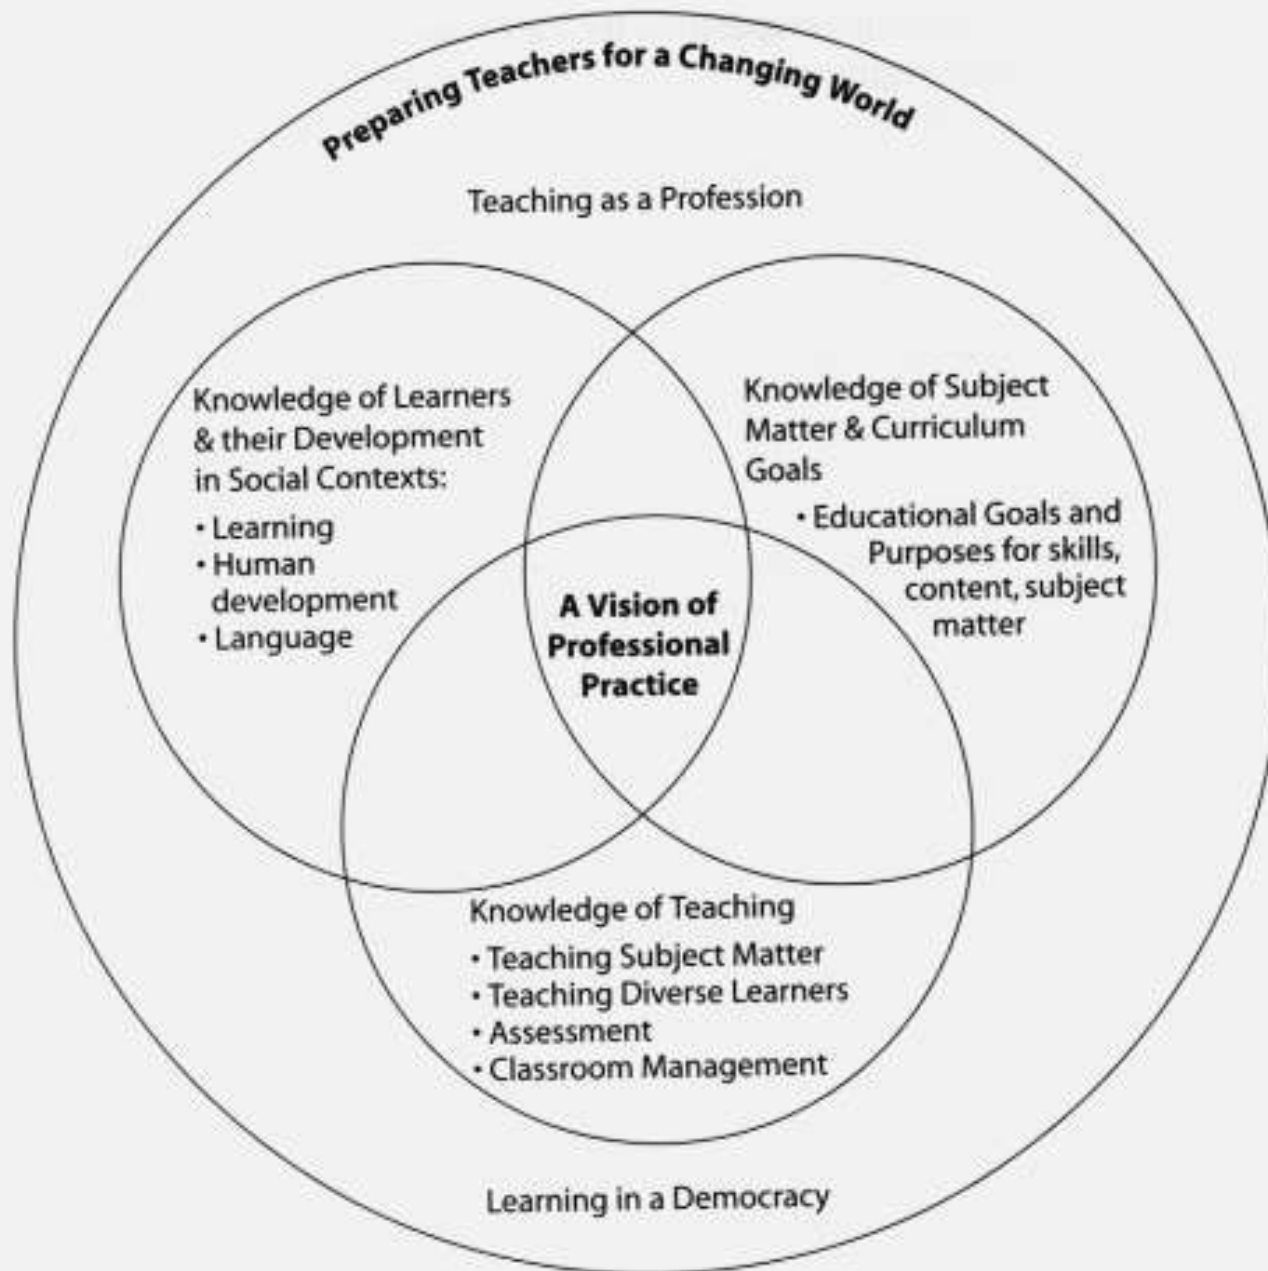 Preparing Teachers for a Changing World
Teaching as a Profession
Knowledge of Learners
& their Development
in Social Contexts:
• Learning
• Human
development
• Language
Knowledge of Subject
Matter & Curriculum
Goals
• Educational Goals and
Purposes for skills,
content, subject
matter
A Vision of
Professional
Practice
Knowledge of Teaching
• Teaching Subject Matter
• Teaching Diverse Learners
• Assessment
• Classroom Management
Learning in a Democracy